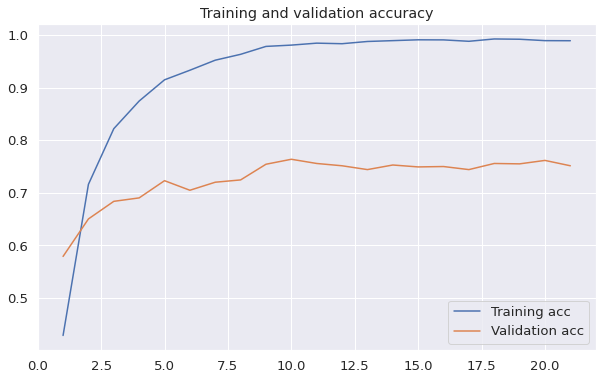 Training and validation accuracy
1.0
0.9
0.8
0.7
0.6
0.5
0.0 2.5 5.0 7.5 10.0 12.5 15.0 17.5 20.0
Training acc
Validation acc